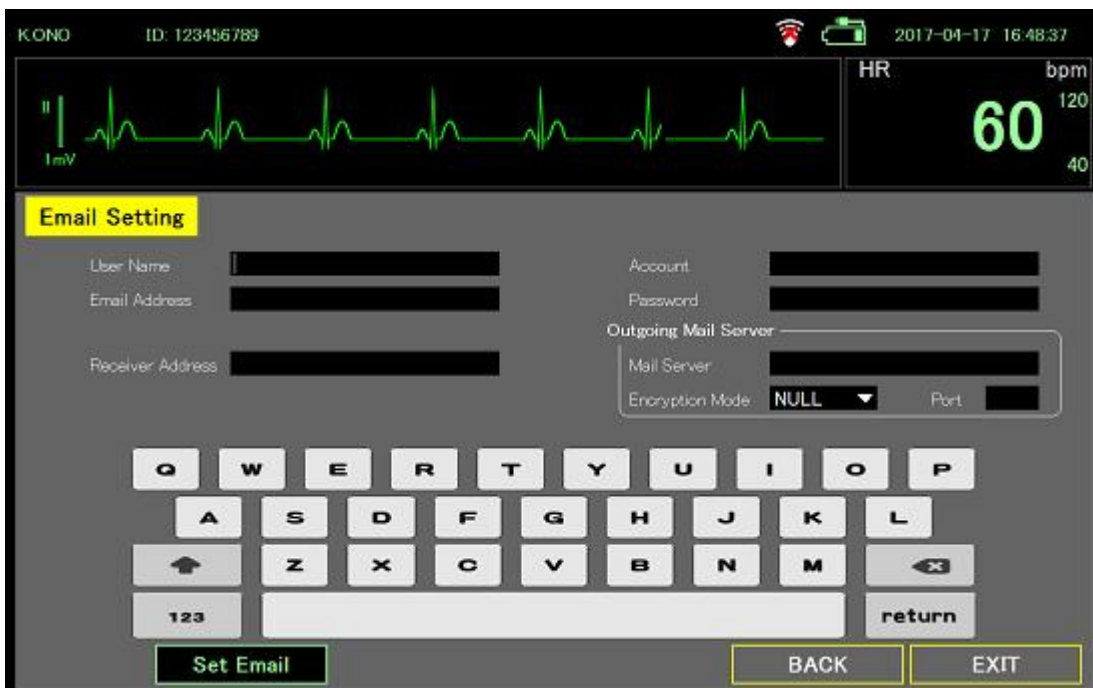 KONO ID: 123456789 2017-04-17 16:48:37
HR bpm
II
1mV
60
120
40
Email Setting
User Name
Account
Email Address
Password
Outgoing Mail Server
Receiver Address
Mail Server
Encryption Mode NULL Port
Q W E R T Y U I O P
A S D F G H J K L
Z X C V B N M
123 return
Set Email BACK EXIT